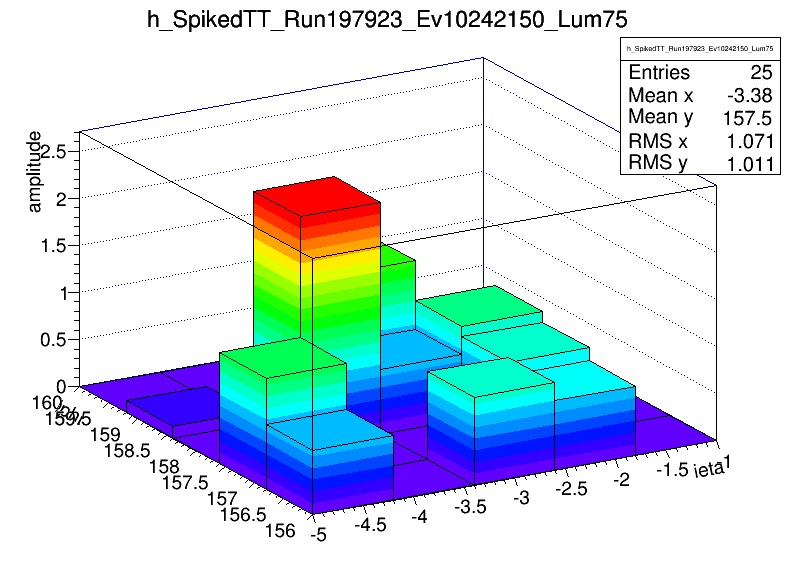 h_SpikedTT_Run197923_Ev10242150_Lum75
h_SpikedTT_Run197923_Ev10242150_Lum75
Entries 25
Mean x -3.38
Mean y 157.5
RMS x 1.071
RMS y 1.011
amplitude
2.5
2
1.5
1
0.5
0
160
159.5
159
158.5
158
157.5
157
156.5
156
-5
-4.5
-4
-3.5
-3
-2.5
-2
-1.5
ieta